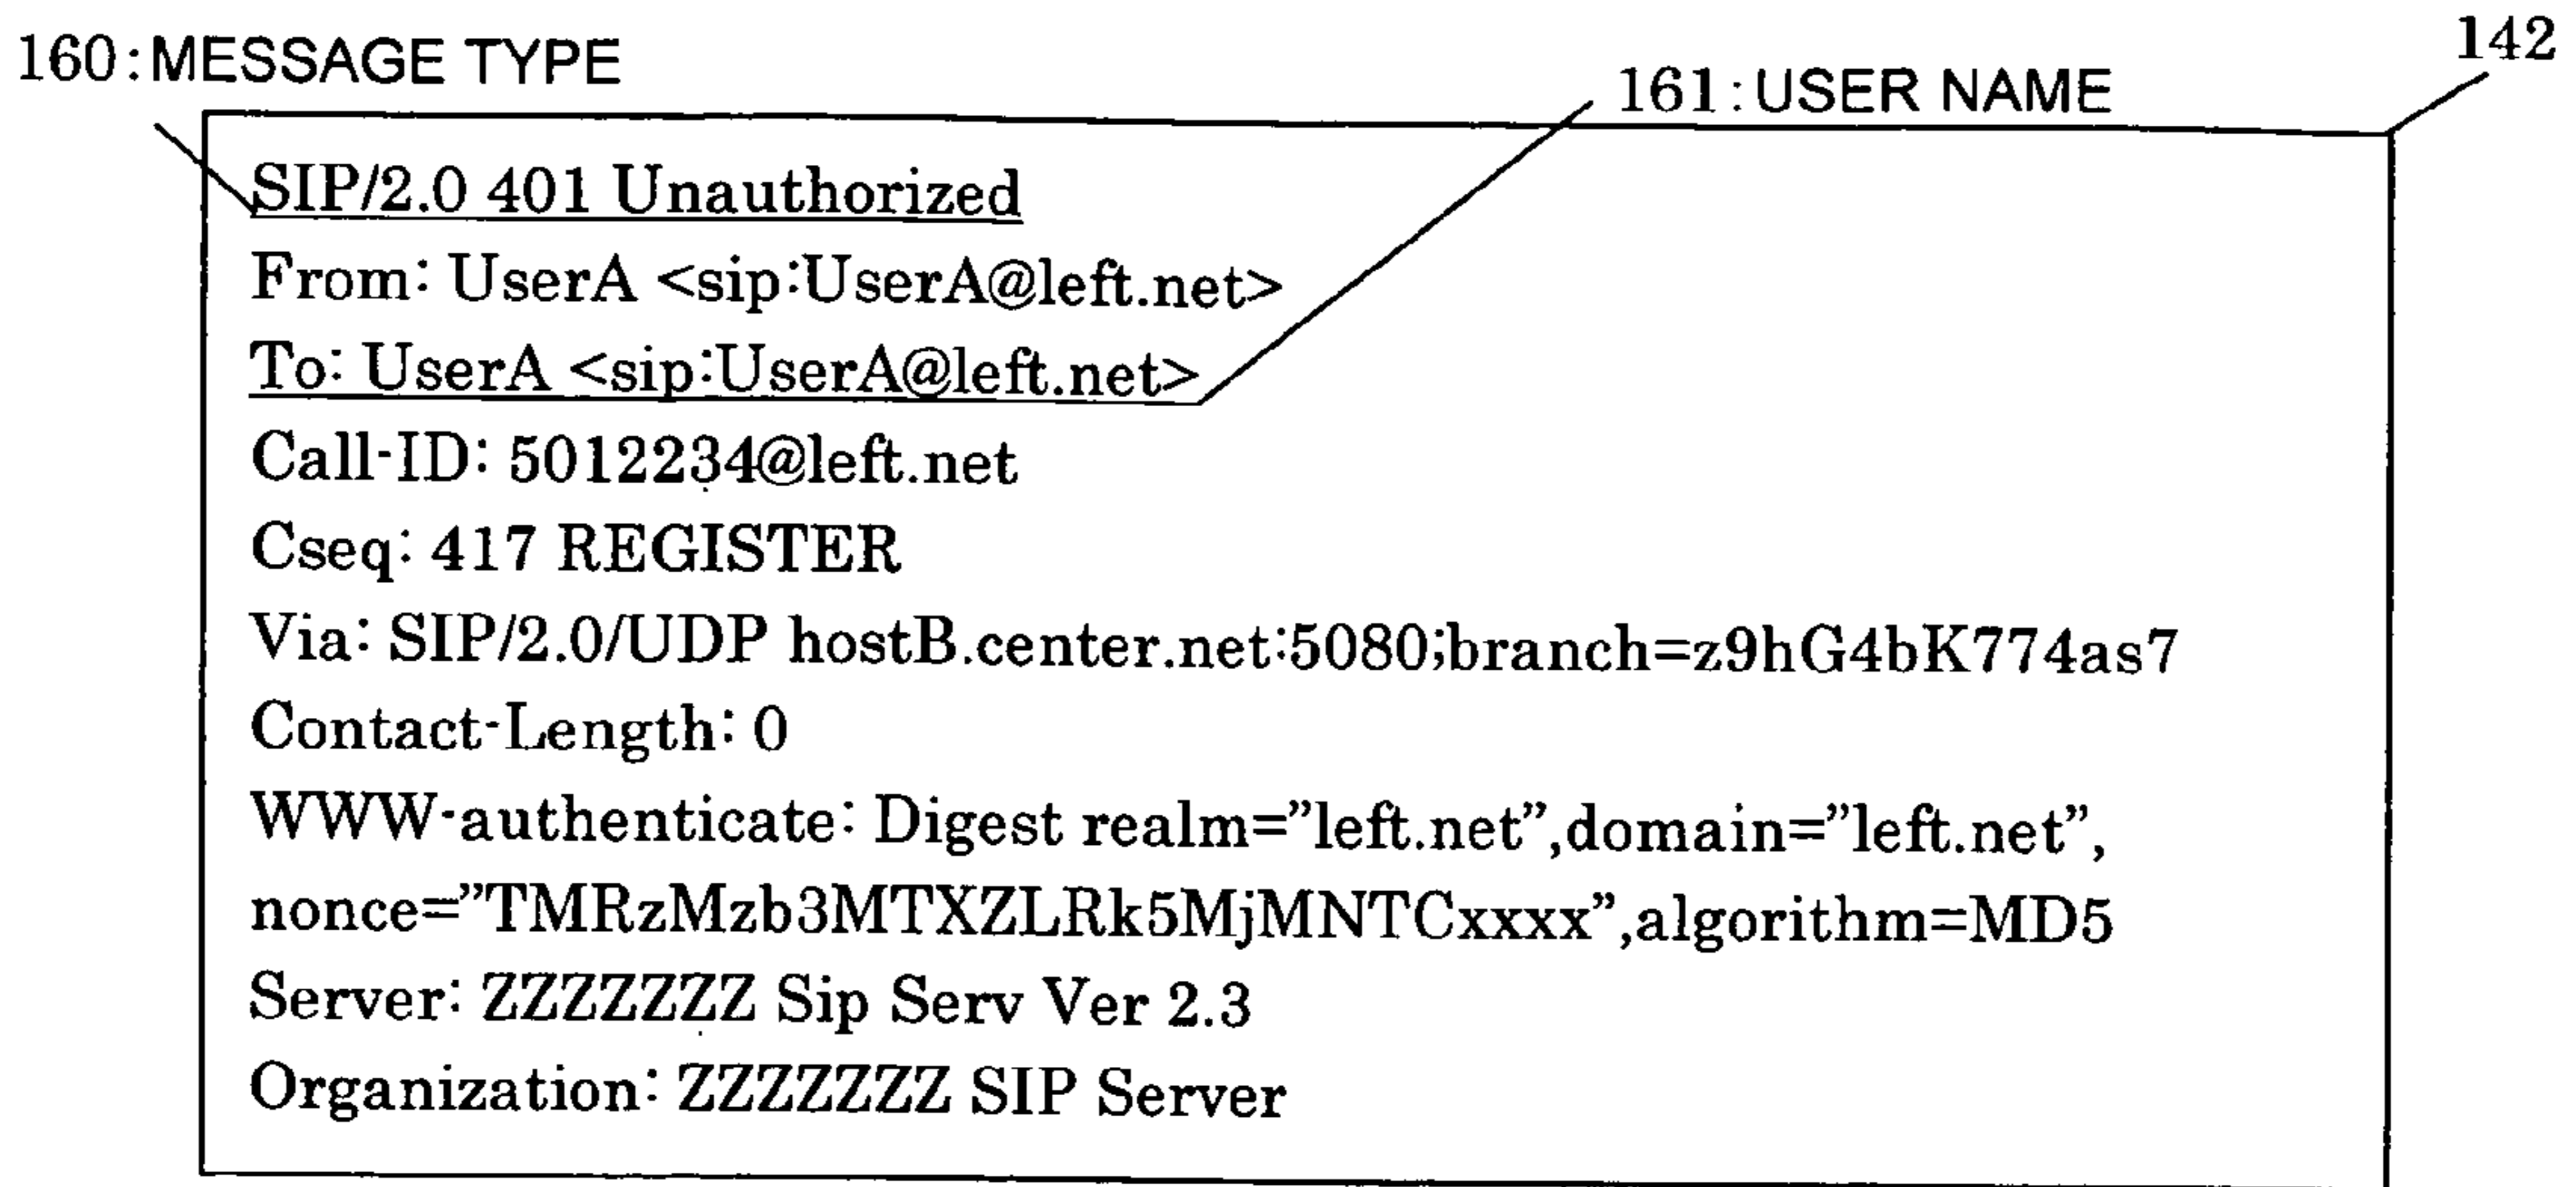 142
160:MESSAGE TYPE
161:USER NAME
SIP/2.0 401 Unauthorized
From: UserA <sip:UserA@left.net>
To: UserA <sip:UserA@left.net>
Call-ID: 5012234@left.net
Cseq: 417 REGISTER
Via: SIP/2.0/UDP hostB.center.net:5080;branch=z9hG4bK774as7
Contact-Length: 0
WWW-authenticate: Digest realm=”left.net”,domain=”left.net”,
nonce=”TMRzMzb3MTXZLRk5MjMNTCxxxx”,algorithm=MD5
Server: ZZZZZZZ Sip Serv Ver 2.3
Organization: ZZZZZZZ SIP Server